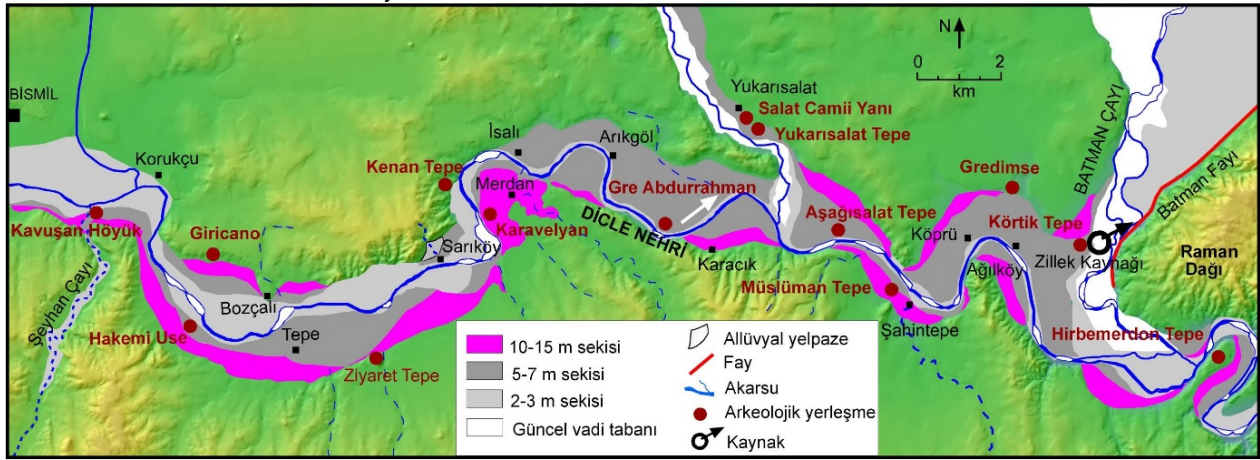 N
0 2
km
BİSMİL
Korukçu
Kavuşan Höyük
Şeyhan Çayı
Hakemi Use
Giricano
Bozçalı
Tepe
Ziyaret Tepe
Sarıköy
Kenan Tepe
İsalı
Merdan
Karavelyan
Arıkgöl
Gre Abdurrahman
DİCLE NEHRİ
Karacık
Yukarısalat
Salat Camii Yanı
Yukarısalat Tepe
Aşağısalat Tepe
Müslüman Tepe
Şahintepe
Köprü
Gredimse
Ağılköy
Körtik Tepe
Zillek Kaynağı
BATMAN ÇAYI
Batman Fayı
Raman
Dağı
Hirbemerdon Tepe
10-15 m sekisi
5-7 m sekisi
2-3 m sekisi
Güncel vadi tabanı
Allüvyal yelpaze
Fay
Akarsu
Arkeolojik yerleşme
Kaynak